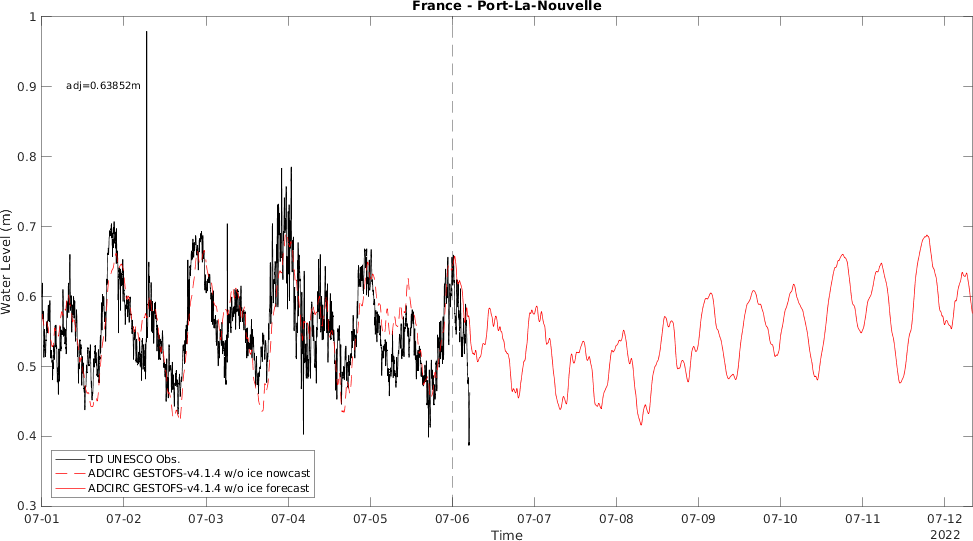 France - Port-La-Nouvelle
1
0.9
0.8
0.7
0.6
0.5
0.4
0.3
Water Level (m)
adj=0.63852m
TD UNESCO Obs.
ADCIRC GESTOFS-v4.1.4 w/o ice nowcast
ADCIRC GESTOFS-v4.1.4 w/o ice forecast
07-01 07-02 07-03 07-04 07-05 07-06 07-07 07-08 07-09 07-10 07-11 07-12
2022
Time